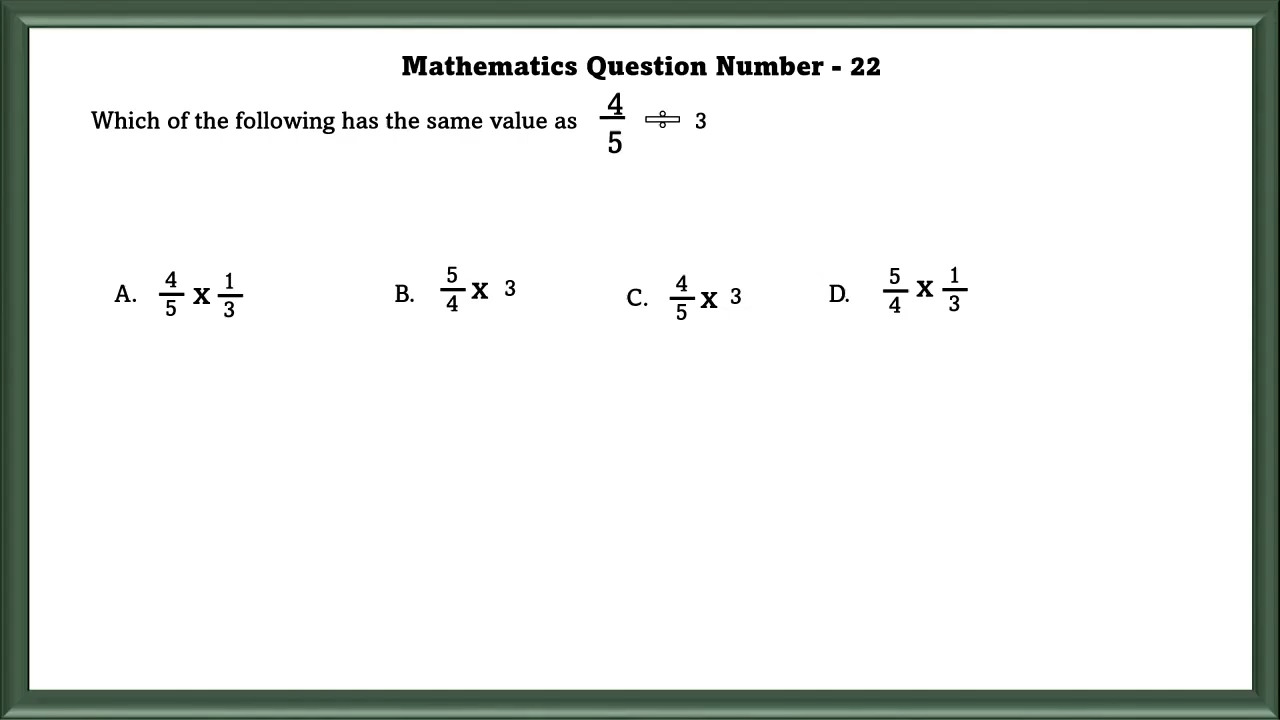 Mathematics Question Number - 22
Which of the following has the same value as 4/5 ÷ 3
A. 4/5 x 1/3 B. 5/4 x 3 C. 4/5 x 3 D. 5/4 x 1/3